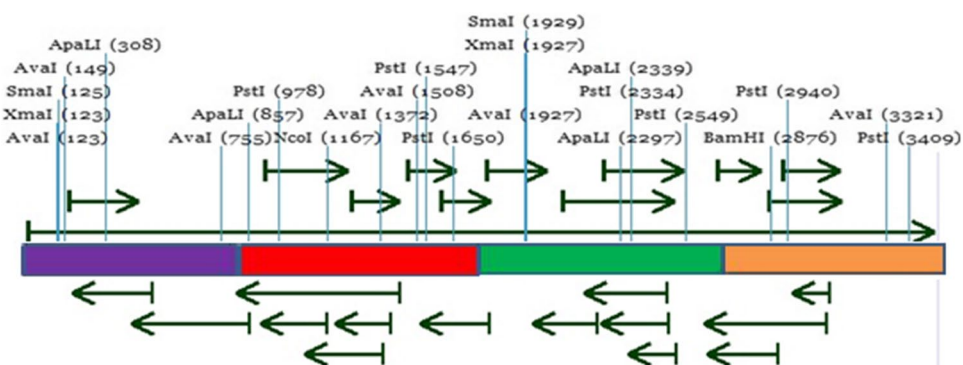 SmaI (1929)
ApaLI (308) XmaI (1927)
AvaI (149) PstI (1547) ApaLI (2339)
SmaI (125) PstI (978) AvaI (1508) PstI (2334) PstI (2940)
XmaI (123) ApaLI (857) AvaI (1372) AvaI (1927) PstI (2549) AvaI (3321)
AvaI (123) AvaI (755) NcoI (1167) PstI (1650) ApaLI (2297) BamHI (2876) PstI (3409)